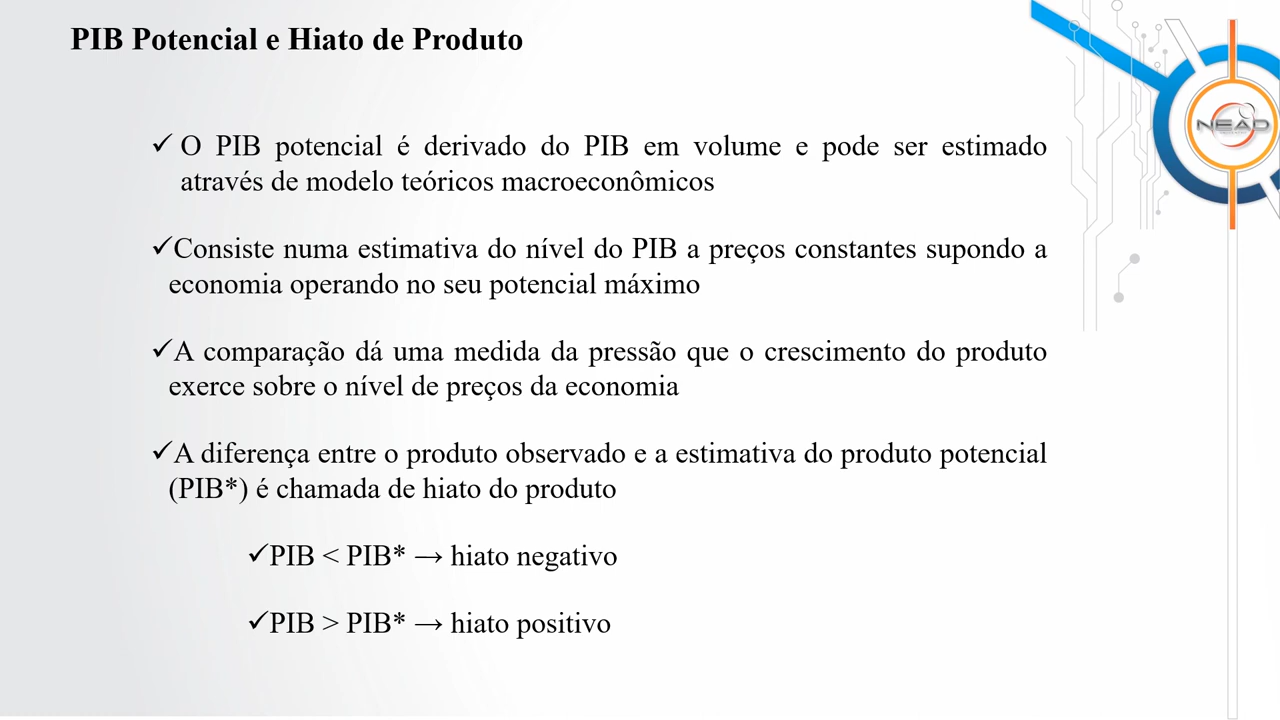 PIB Potencial e Hiato de Produto
NEAD
✓ O PIB potencial é derivado do PIB em volume e pode ser estimado
através de modelo teóricos macroeconômicos
✓Consiste numa estimativa do nível do PIB a preços constantes supondo a
economia operando no seu potencial máximo
✓A comparação dá uma medida da pressão que o crescimento do produto
exerce sobre o nível de preços da economia
✓A diferença entre o produto observado e a estimativa do produto potencial
(PIB*) é chamada de hiato do produto
✓PIB < PIB* → hiato negativo
✓PIB > PIB* → hiato positivo